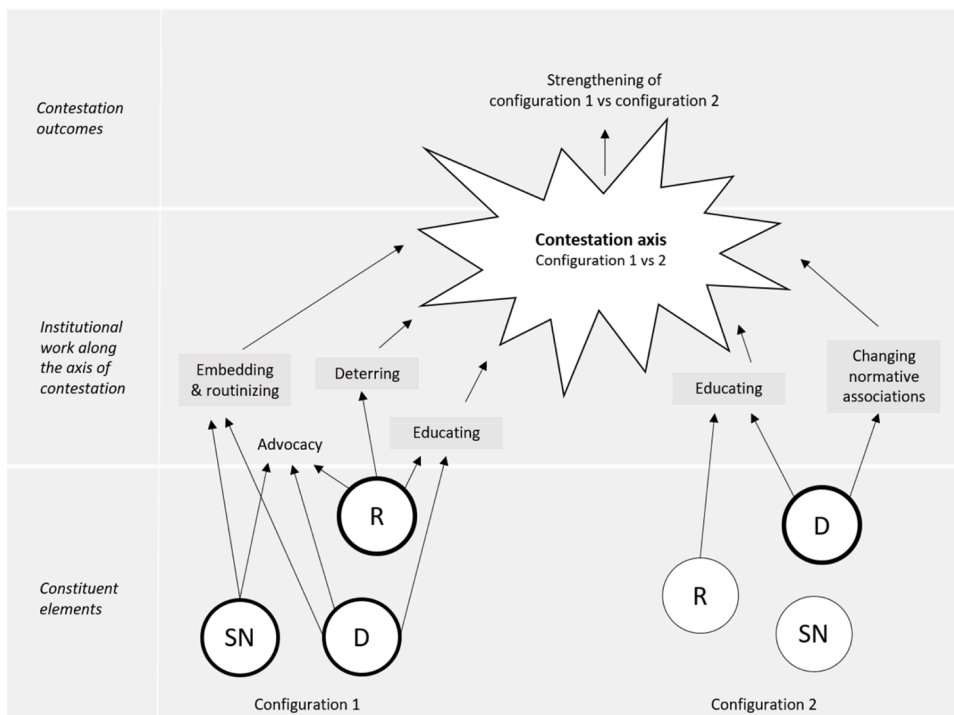 Contestation
outcomes
Strengthening of
configuration 1 vs configuration 2
Contestation axis
Configuration 1 vs 2
Institutional
work along
the axis of
contestation
Embedding
& routinizing
Deterring
Educating
Advocacy
Educating
Changing
normative
associations
Constituent
elements
R
SN
D
D
R
SN
Configuration 1
Configuration 2